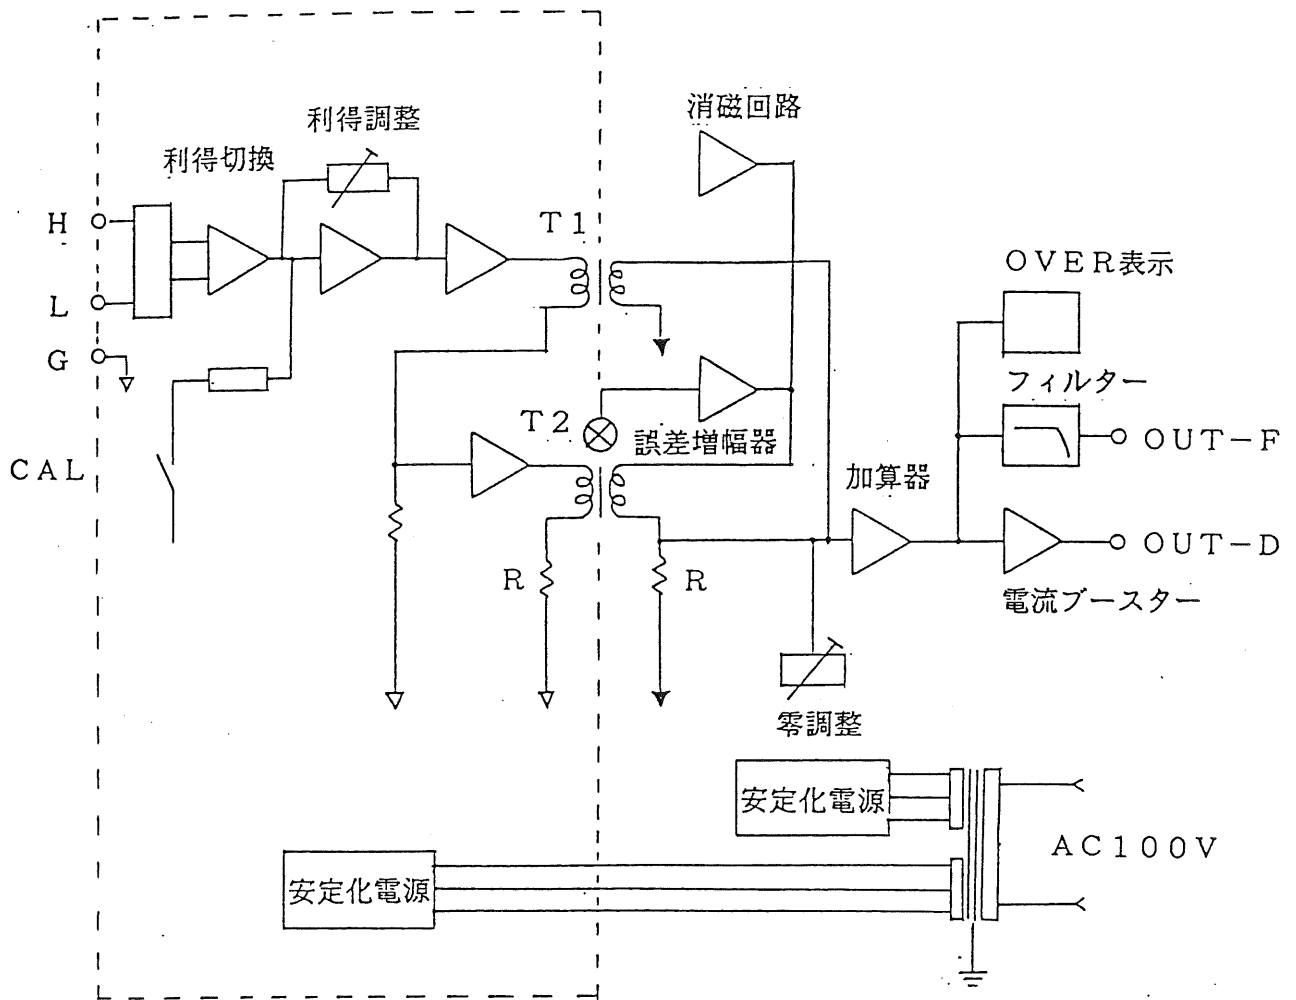 消磁回路
利得調整
利得切換
H
T1
L
OVER表示
G
フィルター
T2
誤差増幅器
OUT-F
CAL
加算器
OUT-D
R
R
電流ブースター
零調整
安定化電源
AC100V
安定化電源